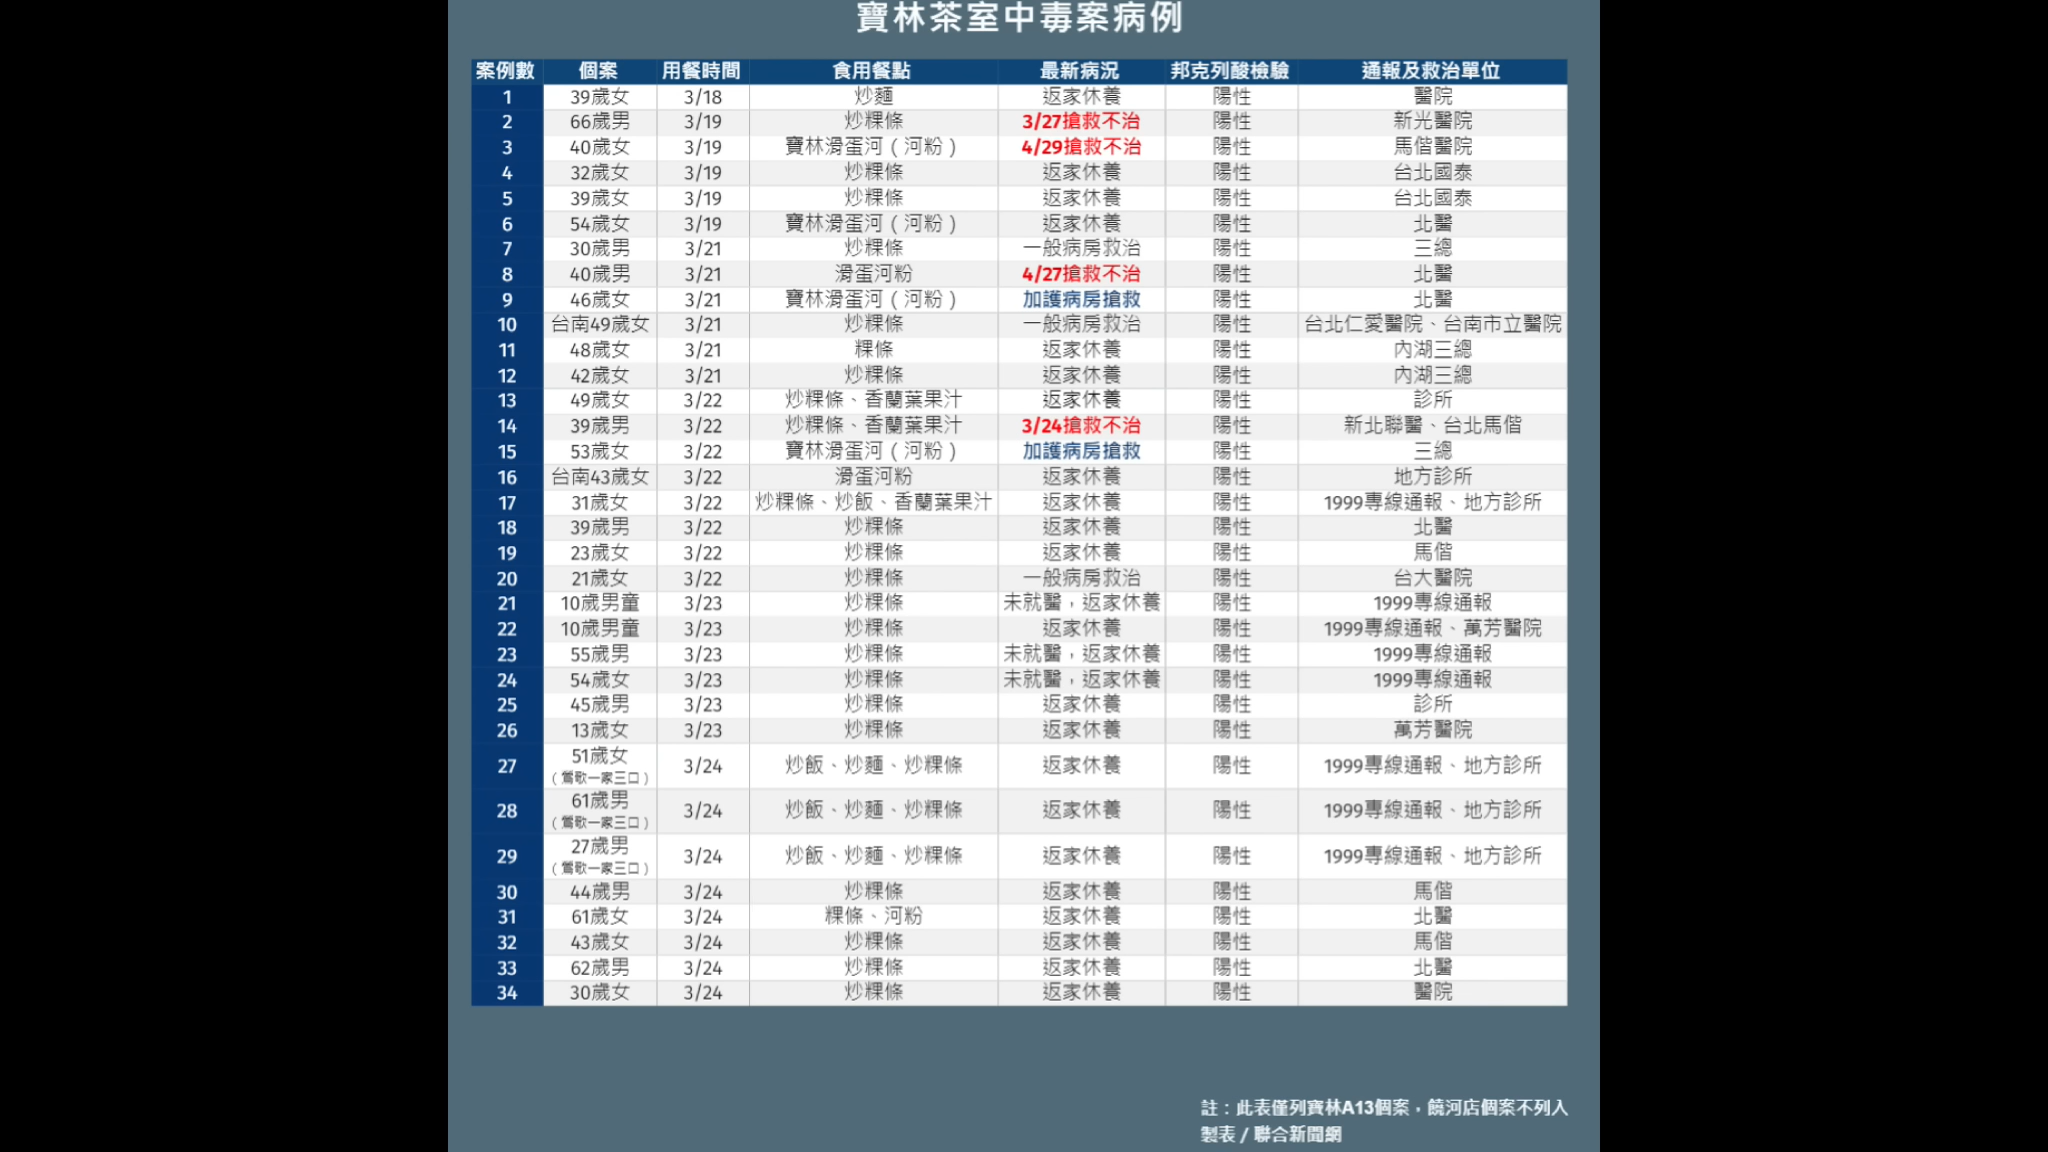 寶林茶室中毒案病例
案例數 個案 用餐時間 食用餐點 最新病況 邦克列酸檢驗 通報及救治單位
1 39歲女 3/18 炒麵 返家休養 陽性 醫院
2 66歲男 3/19 炒粿條 3/27搶救不治 陽性 新光醫院
3 40歲女 3/19 寶林滑蛋河（河粉） 4/29搶救不治 陽性 馬偕醫院
4 32歲女 3/19 炒粿條 返家休養 陽性 台北國泰
5 39歲女 3/19 炒粿條 返家休養 陽性 台北國泰
6 54歲女 3/19 寶林滑蛋河（河粉） 返家休養 陽性 北醫
7 30歲男 3/21 炒粿條 一般病房救治 陽性 三總
8 40歲男 3/21 滑蛋河粉 4/27搶救不治 陽性 北醫
9 46歲女 3/21 寶林滑蛋河（河粉） 加護病房搶救 陽性 北醫
10 台南49歲女 3/21 炒粿條 一般病房救治 陽性 台北仁愛醫院、台南市立醫院
11 48歲女 3/21 粿條 返家休養 陽性 內湖三總
12 42歲女 3/21 炒粿條 返家休養 陽性 內湖三總
13 49歲女 3/22 炒粿條、香蘭葉果汁 返家休養 陽性 診所
14 39歲男 3/22 炒粿條、香蘭葉果汁 3/24搶救不治 陽性 新北聯醫、台北馬偕
15 53歲女 3/22 寶林滑蛋河（河粉） 加護病房搶救 陽性 三總
16 台南43歲女 3/22 滑蛋河粉 返家休養 陽性 地方診所
17 31歲女 3/22 炒粿條、炒飯、香蘭葉果汁 返家休養 陽性 1999專線通報、地方診所
18 39歲男 3/22 炒粿條 返家休養 陽性 北醫
19 23歲女 3/22 炒粿條 返家休養 陽性 馬偕
20 21歲女 3/22 炒粿條 一般病房救治 陽性 台大醫院
21 10歲男童 3/23 炒粿條 未就醫，返家休養 陽性 1999專線通報
22 10歲男童 3/23 炒粿條 返家休養 陽性 1999專線通報、萬芳醫院
23 55歲男 3/23 炒粿條 未就醫，返家休養 陽性 1999專線通報
24 54歲女 3/23 炒粿條 未就醫，返家休養 陽性 1999專線通報
25 45歲男 3/23 炒粿條 返家休養 陽性 診所
26 13歲女 3/23 炒粿條 返家休養 陽性 萬芳醫院
27 51歲女 3/24 炒飯、炒麵、炒粿條 返家休養 陽性 1999專線通報、地方診所
（鶯歌一家三口）
28 61歲男 3/24 炒飯、炒麵、炒粿條 返家休養 陽性 1999專線通報、地方診所
（鶯歌一家三口）
29 27歲男 3/24 炒飯、炒麵、炒粿條 返家休養 陽性 1999專線通報、地方診所
（鶯歌一家三口）
30 44歲男 3/24 炒粿條 返家休養 陽性 馬偕
31 61歲女 3/24 粿條、河粉 返家休養 陽性 北醫
32 43歲女 3/24 炒粿條 返家休養 陽性 馬偕
33 62歲男 3/24 炒粿條 返家休養 陽性 北醫
34 30歲女 3/24 炒粿條 返家休養 陽性 醫院
註：此表僅列寶林A13個案，饒河店個案不列入
製表 / 聯合新聞網